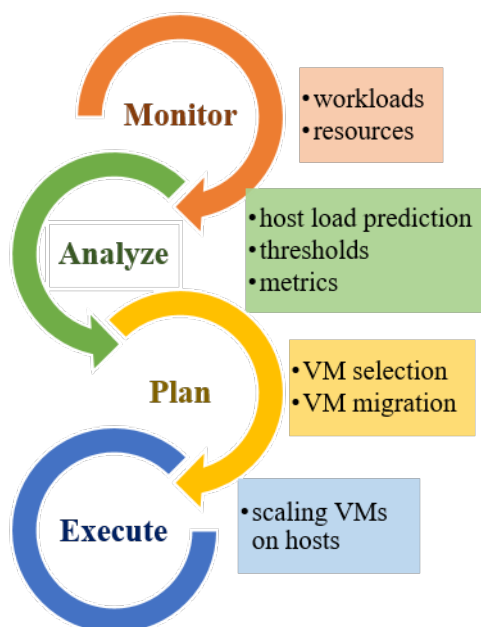 Monitor
• workloads
• resources
Analyze
• host load prediction
• thresholds
• metrics
Plan
• VM selection
• VM migration
Execute
• scaling VMs
on hosts